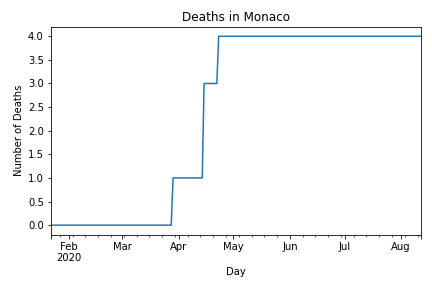 Deaths in Monaco
Number of Deaths
4.0
3.5
3.0
2.5
2.0
1.5
1.0
0.5
0.0
Feb
2020
Mar
Apr
May
Jun
Jul
Aug
Day